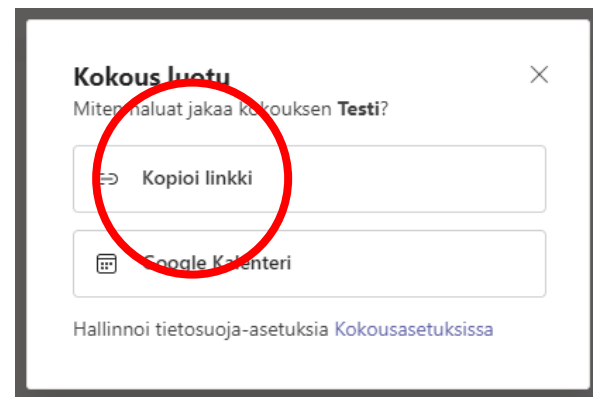 Kokous luotu
Miten haluat jakaa kokouksen Testi?
Kopioi linkki
Google Kalenteri
Hallinnoi tietosuoja-asetuksia Kokousasetuksissa